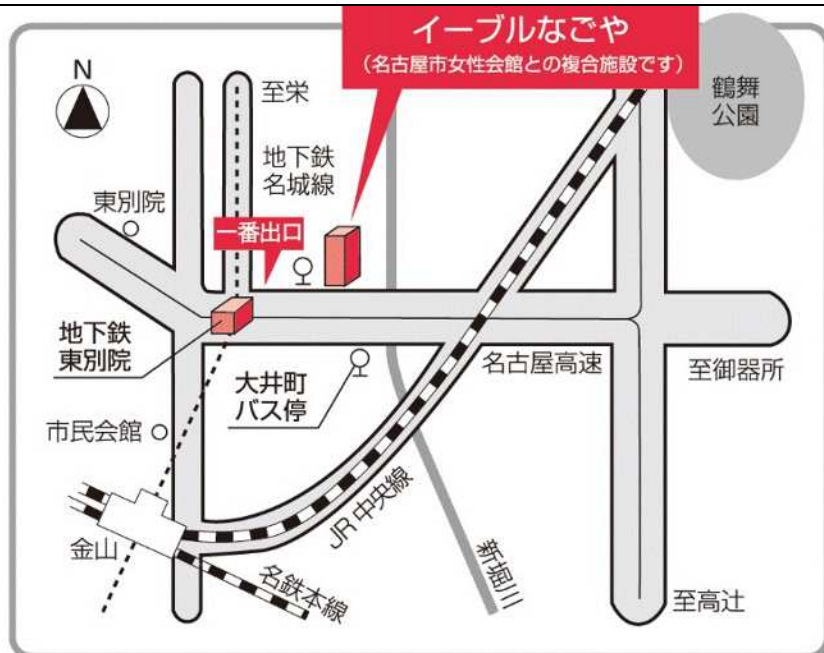 イーブルなごや
(名古屋市女性会館との複合施設です)
N
至栄
鶴舞
公園
地下鉄
名城線
東別院
一番出口
地下鉄
東別院
大井町
バス停
名古屋高速
至御器所
市民会館
JR中央線
金山
名鉄本線
新堀川
至高辻